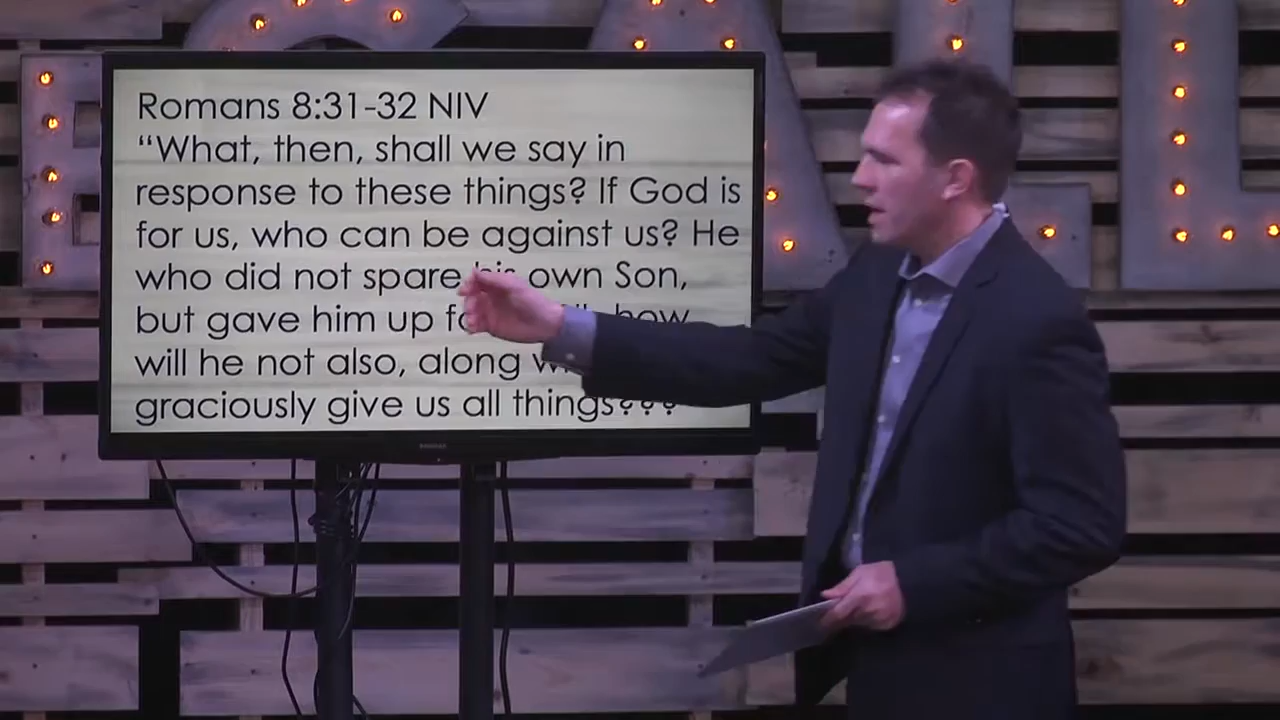 Romans 8:31-32 NIV
“What, then, shall we say in
response to these things? If God is
for us, who can be against us? He
who did not spare his own Son,
but gave him up how
will he not also, along
graciously give us all things???